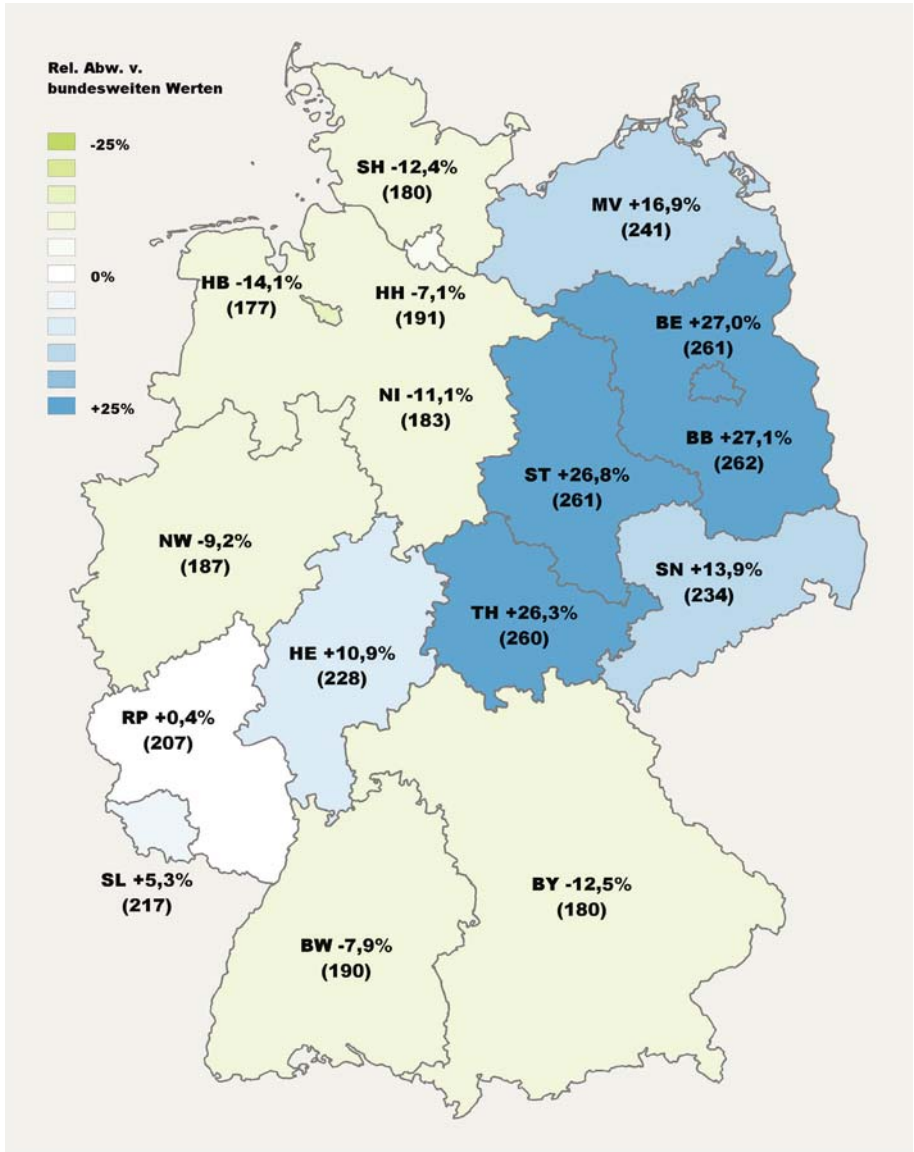 Rel. Abw. v.
bundesweiten Werten
-25%
0%
+25%
SH -12,4%
(180)
MV +16,9%
(241)
HB -14,1%
(177)
HH -7,1%
(191)
BE +27,0%
(261)
NI -11,1%
(183)
BB +27,1%
(262)
ST +26,8%
(261)
NW -9,2%
(187)
SN +13,9%
(234)
TH +26,3%
(260)
HE +10,9%
(228)
RP +0,4%
(207)
SL +5,3%
(217)
BY -12,5%
(180)
BW -7,9%
(190)